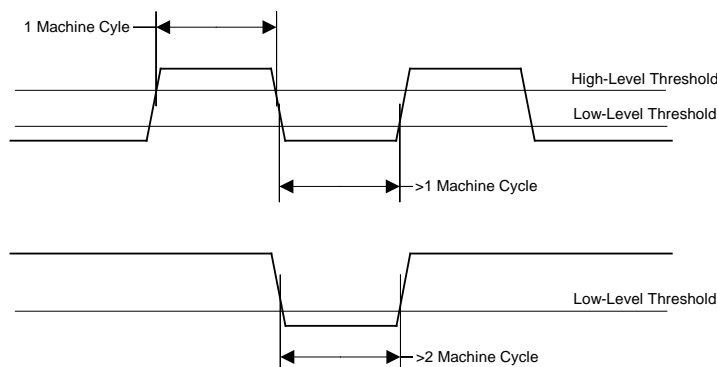 1 Machine Cyle
High-Level Threshold
Low-Level Threshold
>1 Machine Cycle
Low-Level Threshold
>2 Machine Cycle